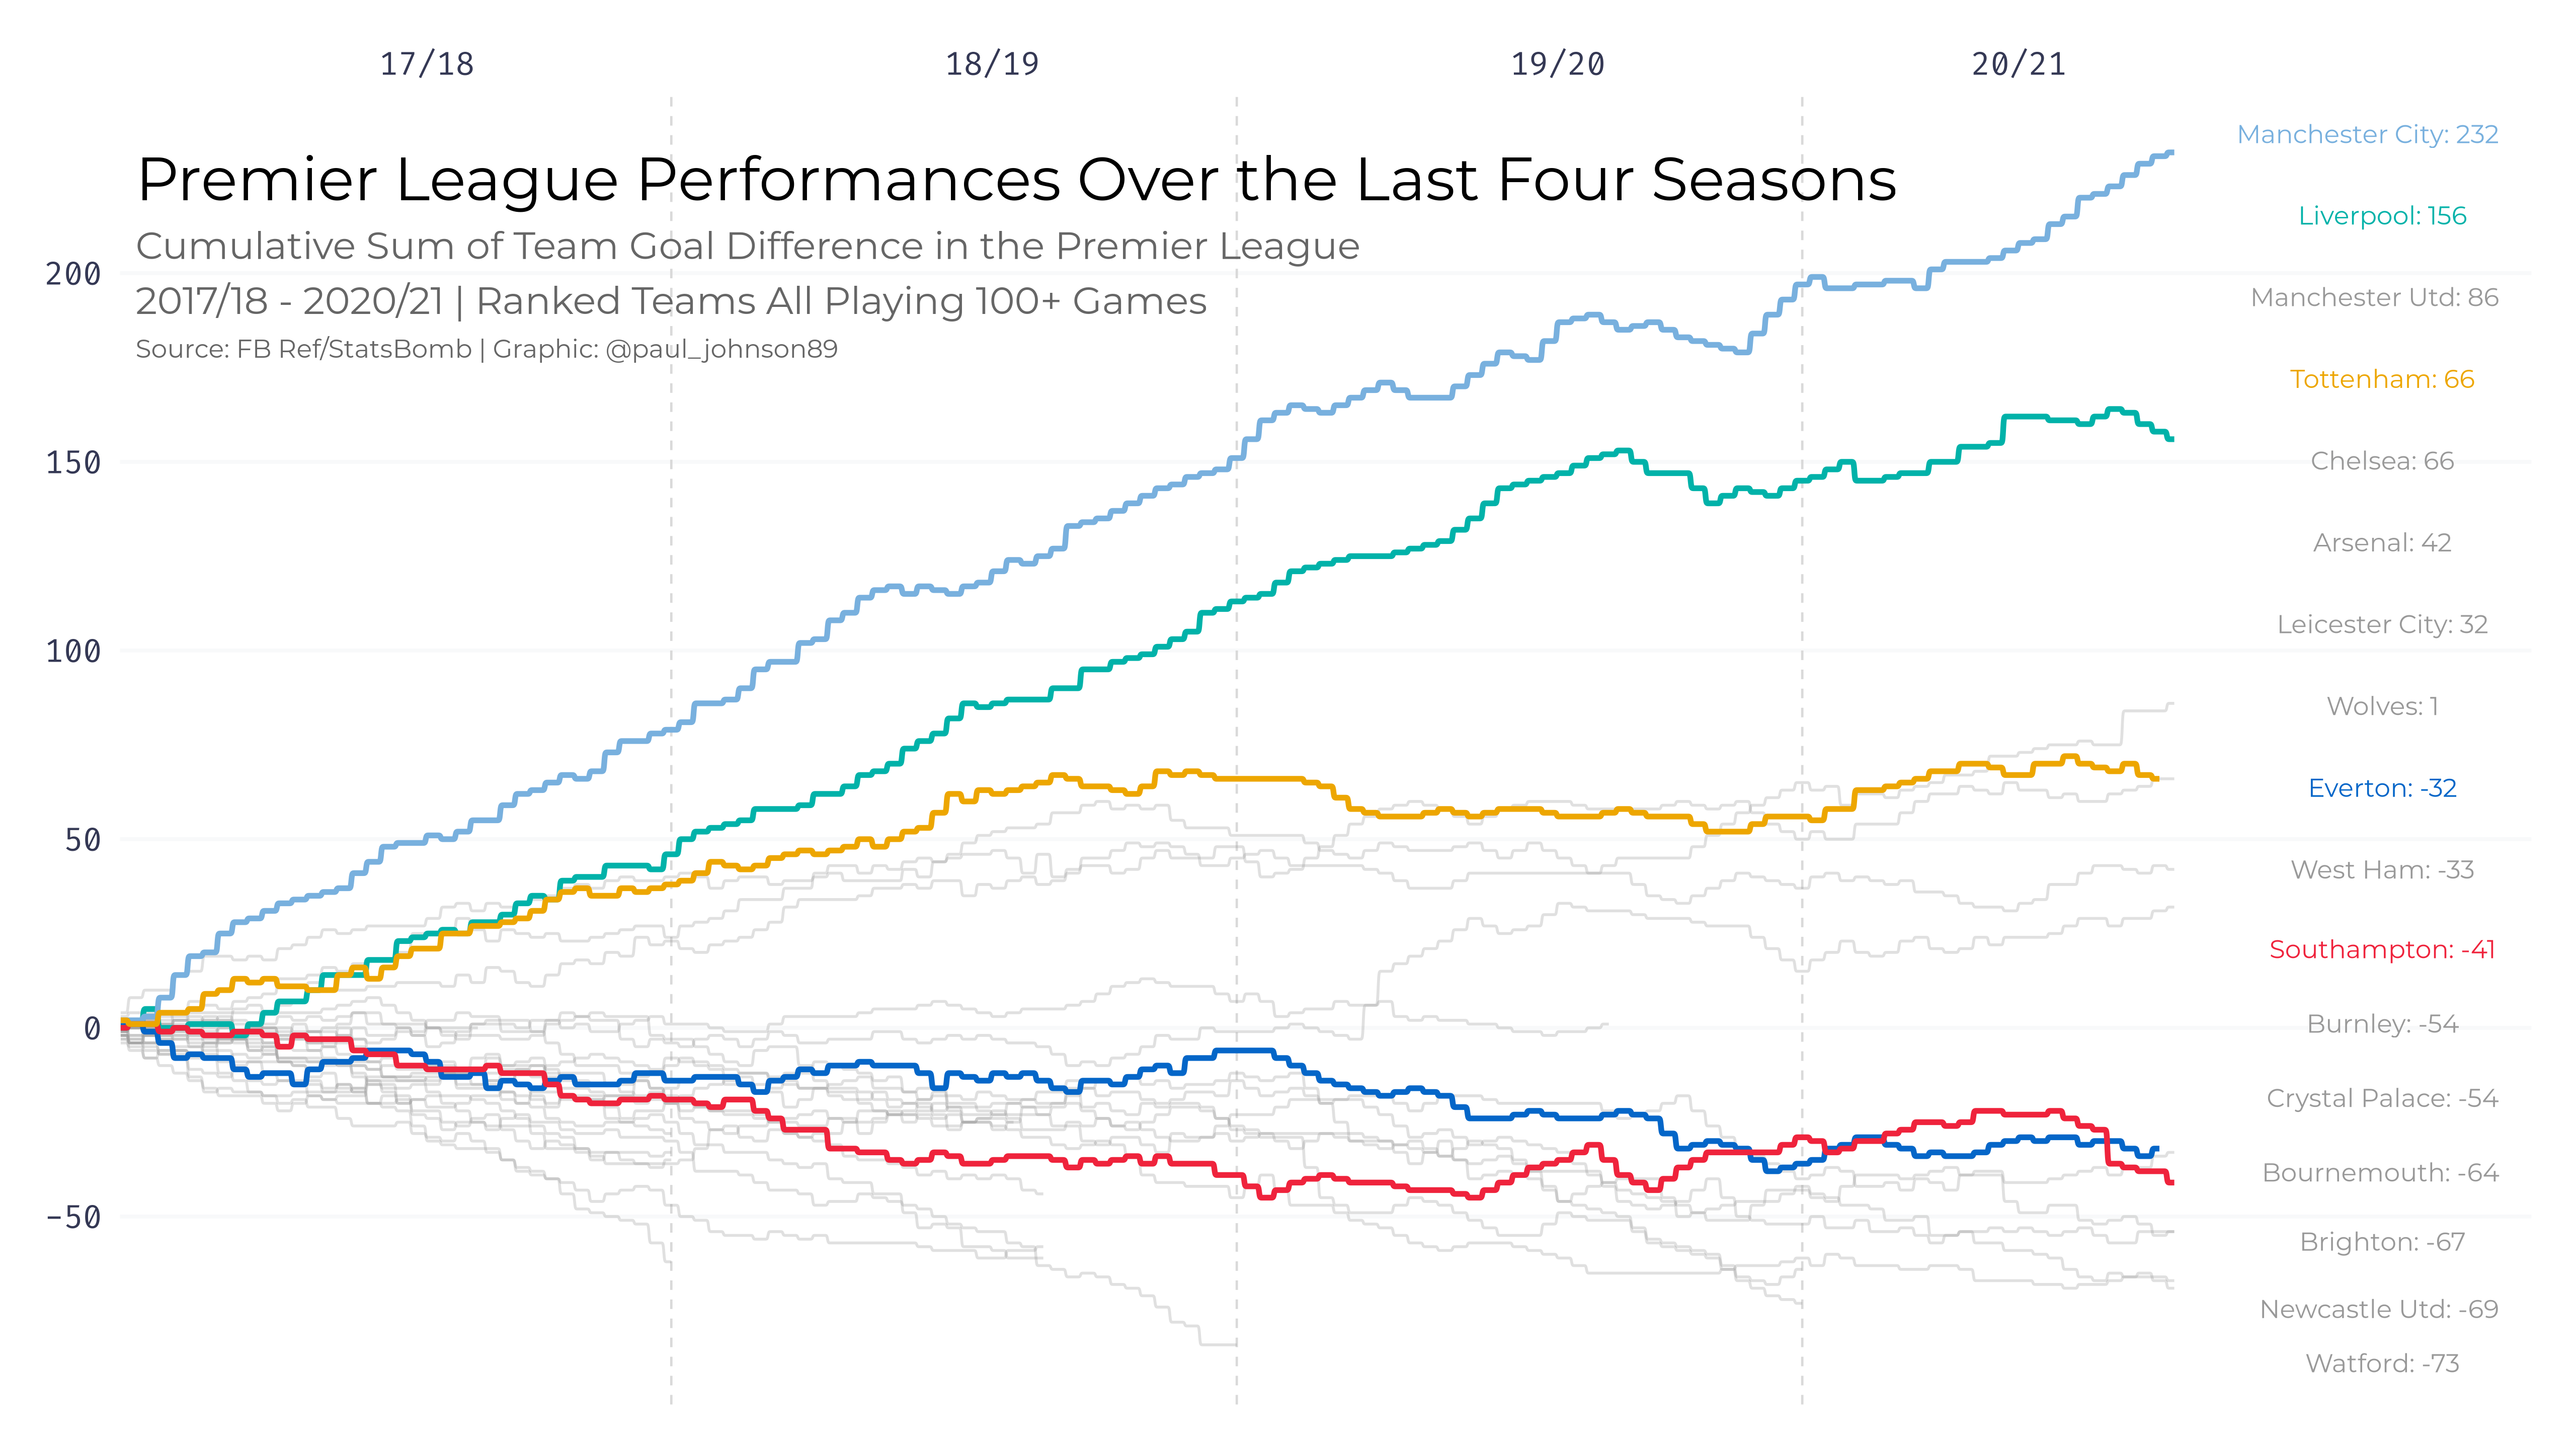 17/18 18/19 19/20 20/21
Premier League Performances Over the Last Four Seasons
Cumulative Sum of Team Goal Difference in the Premier League
2017/18 - 2020/21 | Ranked Teams All Playing 100+ Games
Source: FB Ref/StatsBomb | Graphic: @paul_johnson89
200
150
100
50
0
−50
Manchester City: 232
Liverpool: 156
Manchester Utd: 86
Tottenham: 66
Chelsea: 66
Arsenal: 42
Leicester City: 32
Wolves: 1
Everton: -32
West Ham: -33
Southampton: -41
Burnley: -54
Crystal Palace: -54
Bournemouth: -64
Brighton: -67
Newcastle Utd: -69
Watford: -73